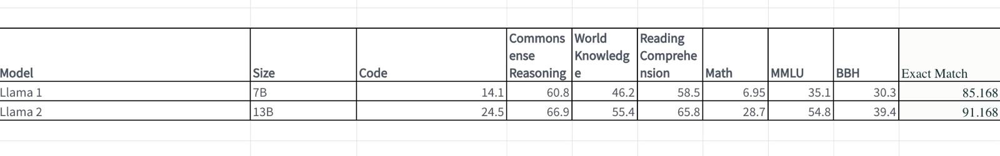 Model Size Code Commonsense Reasoning World Knowledge Reading Comprehension Math MMLU BBH Exact Match
Llama 1 7B 14.1 60.8 46.2 58.5 6.95 35.1 30.3 85.168
Llama 2 13B 24.5 66.9 55.4 65.8 28.7 54.8 39.4 91.168